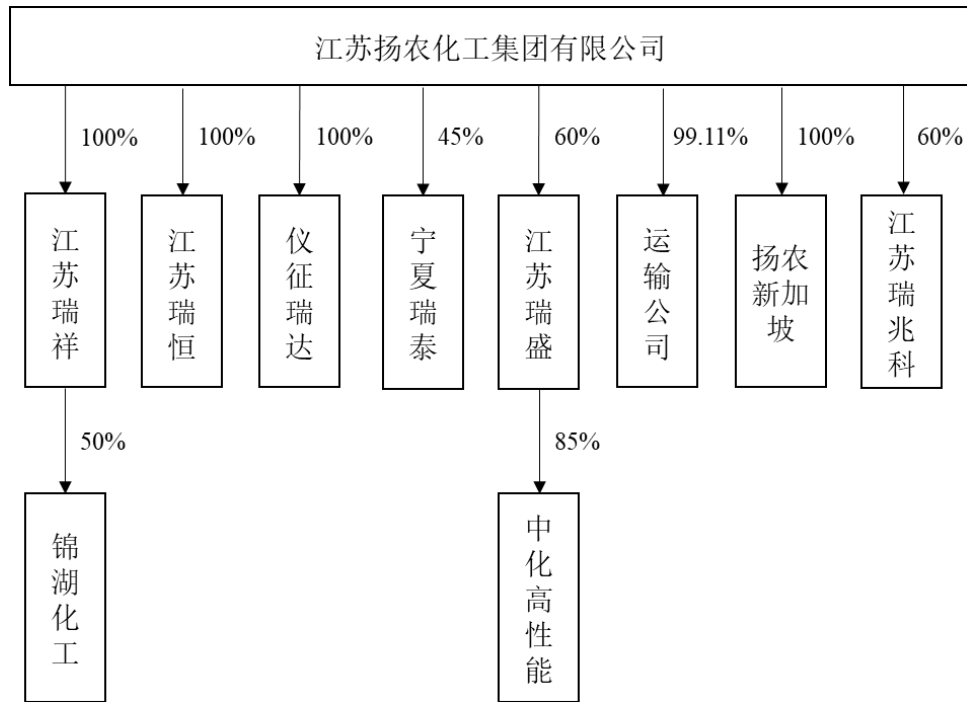 江苏扬农化工集团有限公司
100%
100%
100%
45%
60%
99.11%
100%
60%
江苏瑞祥
江苏瑞恒
仪征瑞达
宁夏瑞泰
江苏瑞盛
运输公司
扬农
新加
坡
江苏瑞兆科
50%
85%
锦湖化工
中化高性能